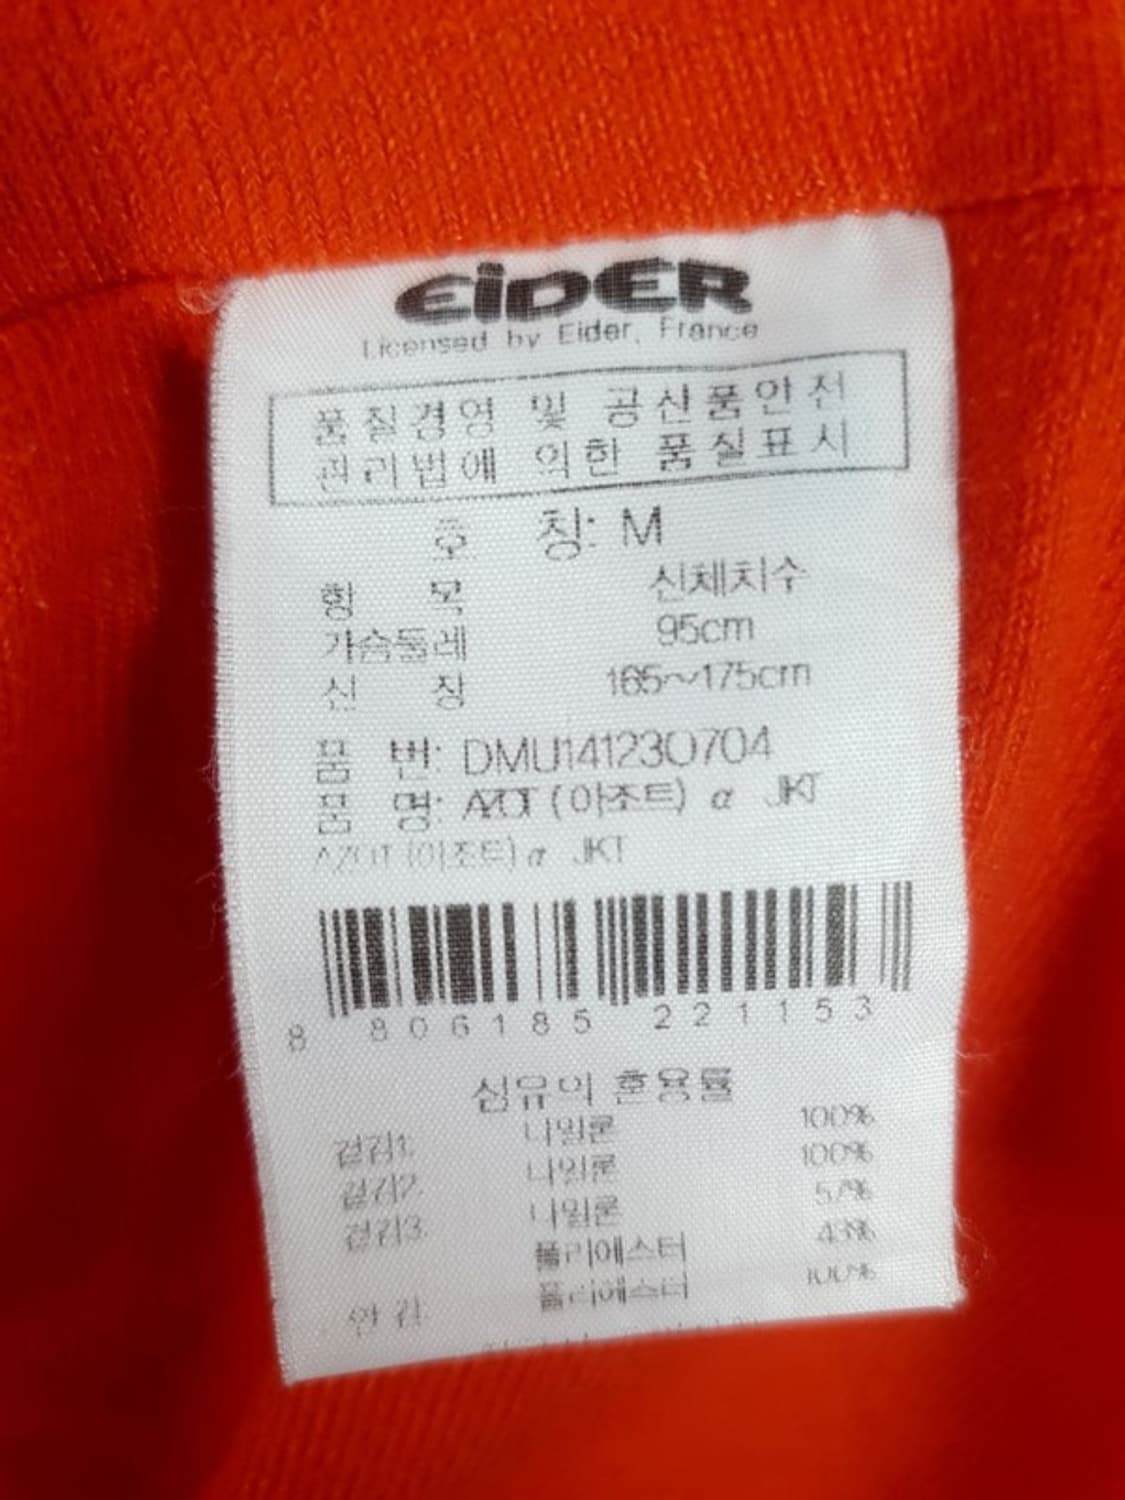 EiDER
Licensed by Eider, France
품질경영 및 공산품안전
관리법에 의한 품질표시
호 칭: M
항 목 신체치수
가슴둘레 95cm
신 장 165~175cm
품 번: DMU14123O704
품 명: AZOT (아조트) α JKT
AZOT (아조트) α JKT
8 806185 221153
섬유의 혼용률
겉감1. 나일론 100%
겉감2. 나일론 100%
겉감3. 나일론 57%
폴리에스터 43%
안 감 폴리에스터 100%